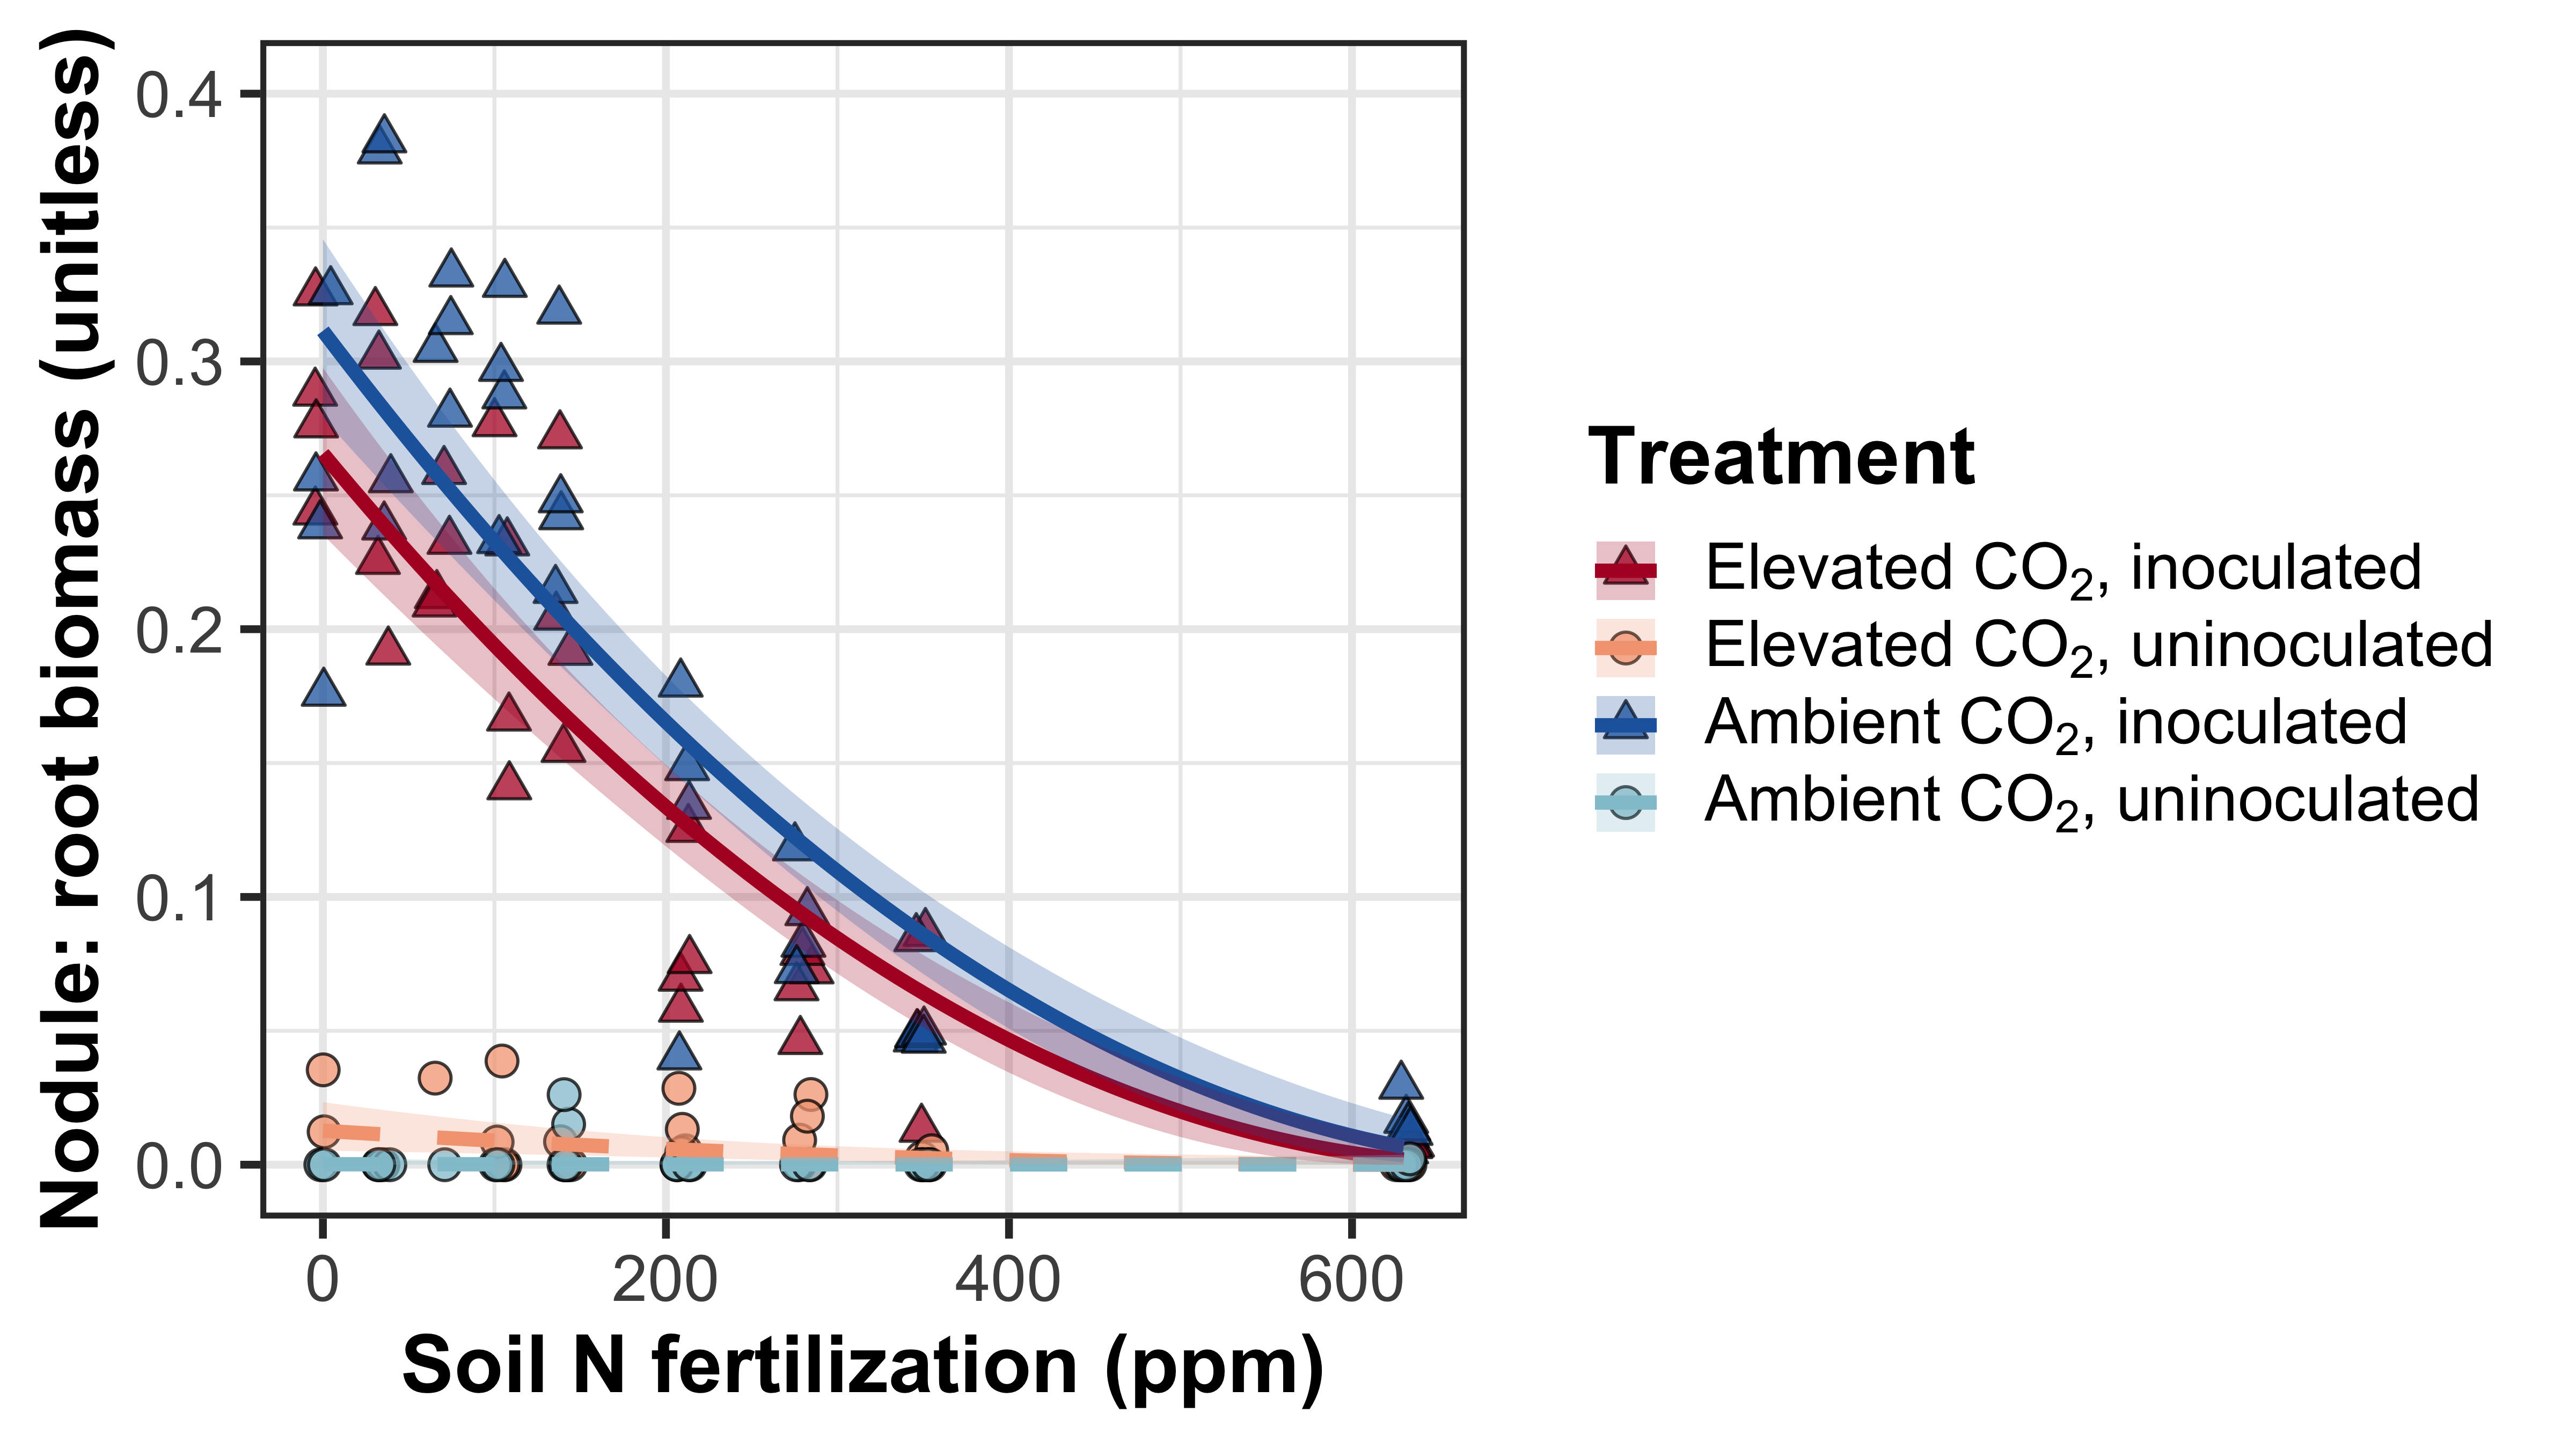 Nodule: root biomass (unitless)
0.4
0.3
0.2
0.1
0.0
0 200 400 600
Soil N fertilization (ppm)
Treatment
Elevated CO₂, inoculated
Elevated CO₂, uninoculated
Ambient CO₂, inoculated
Ambient CO₂, uninoculated